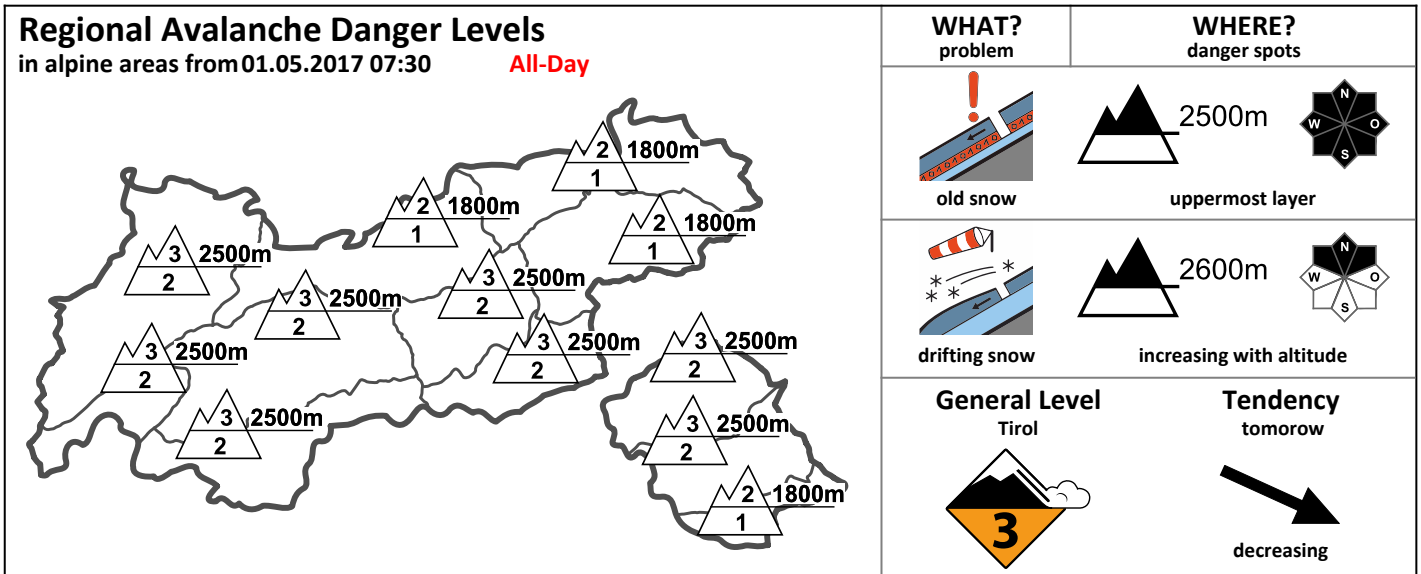 Regional Avalanche Danger Levels
in alpine areas from 01.05.2017 07:30 All-Day
2 1800m
1
2 1800m
1
2 1800m
1
3 2500m
2
3 2500m
2
3 2500m
2
3 2500m
2
3 2500m
2
3 2500m
2
3 2500m
2
3 2500m
2
2 1800m
1
WHAT?
problem
WHERE?
danger spots
old snow
2500m
N
W O
S
uppermost layer
drifting snow
2600m
N
W O
S
increasing with altitude
General Level
Tirol
3
Tendency
tomorow
decreasing